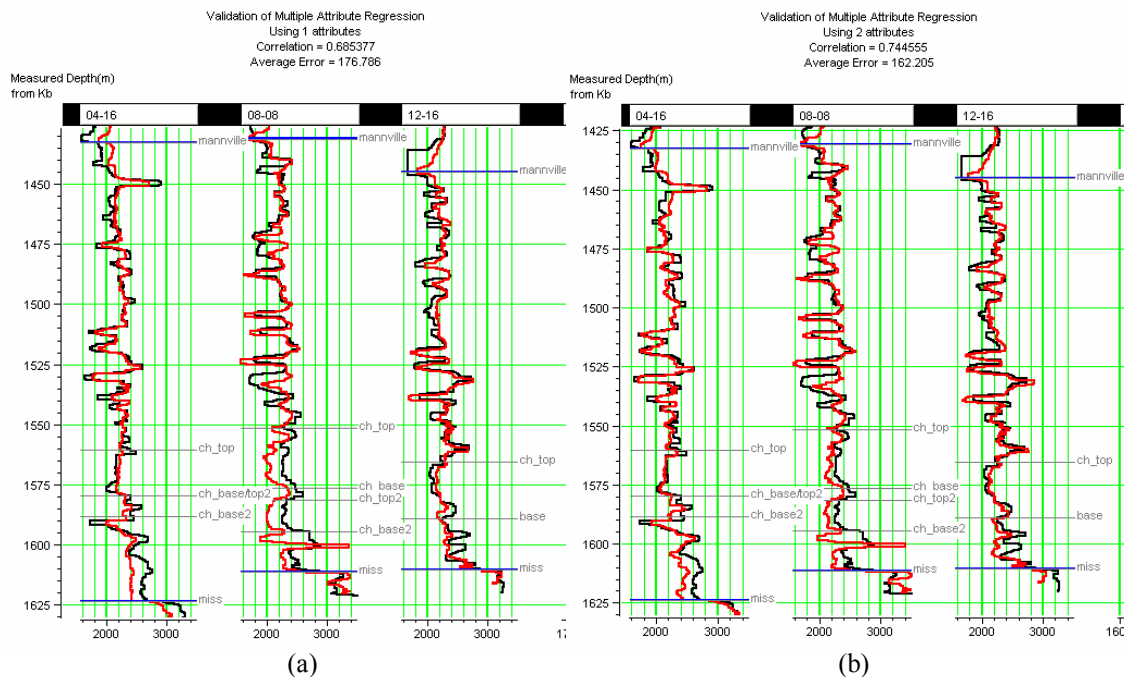 Validation of Multiple Attribute Regression
Using 1 attributes
Correlation = 0.685377
Average Error = 176.786
Measured Depth(m)
from Kb
04-16
08-08
12-16
mannville
mannville
mannville
1450
1475
1500
1525
1550
1575
1600
1625
ch_top
ch_top
ch_top
ch_base
ch_base/top2
ch_top2
ch_base2
ch_base2
base
miss
miss
miss
2000 3000 2000 3000 2000 3000 17
(a)
Validation of Multiple Attribute Regression
Using 2 attributes
Correlation = 0.744555
Average Error = 162.205
Measured Depth(m)
from Kb
04-16
08-08
12-16
mannville
mannville
mannville
1425
1450
1475
1500
1525
1550
1575
1600
1625
ch_top
ch_top
ch_top
ch_base
ch_base/top2
ch_top2
ch_base2
ch_base2
base
miss
miss
miss
2000 3000 2000 3000 2000 3000 160
(b)